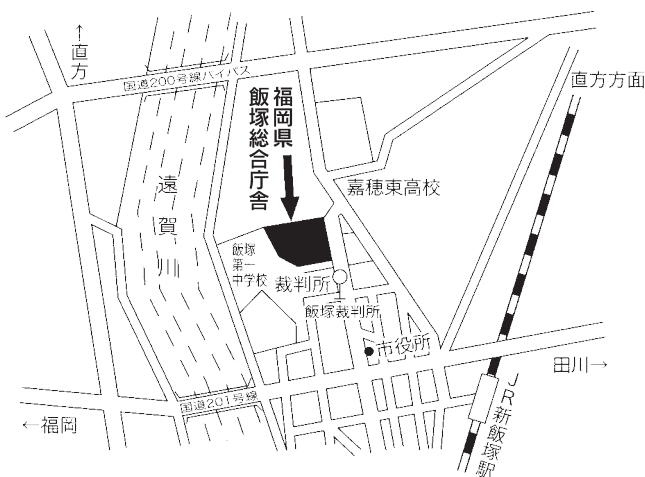 ↑直方
国道200号線バイパス
直方方面
福岡県
飯塚総合庁舎
遠賀川
嘉穂東高校
飯塚
第一
中学校
裁判所
飯塚裁判所
市役所
田川→
国道201号線
←福岡
JR新飯塚駅